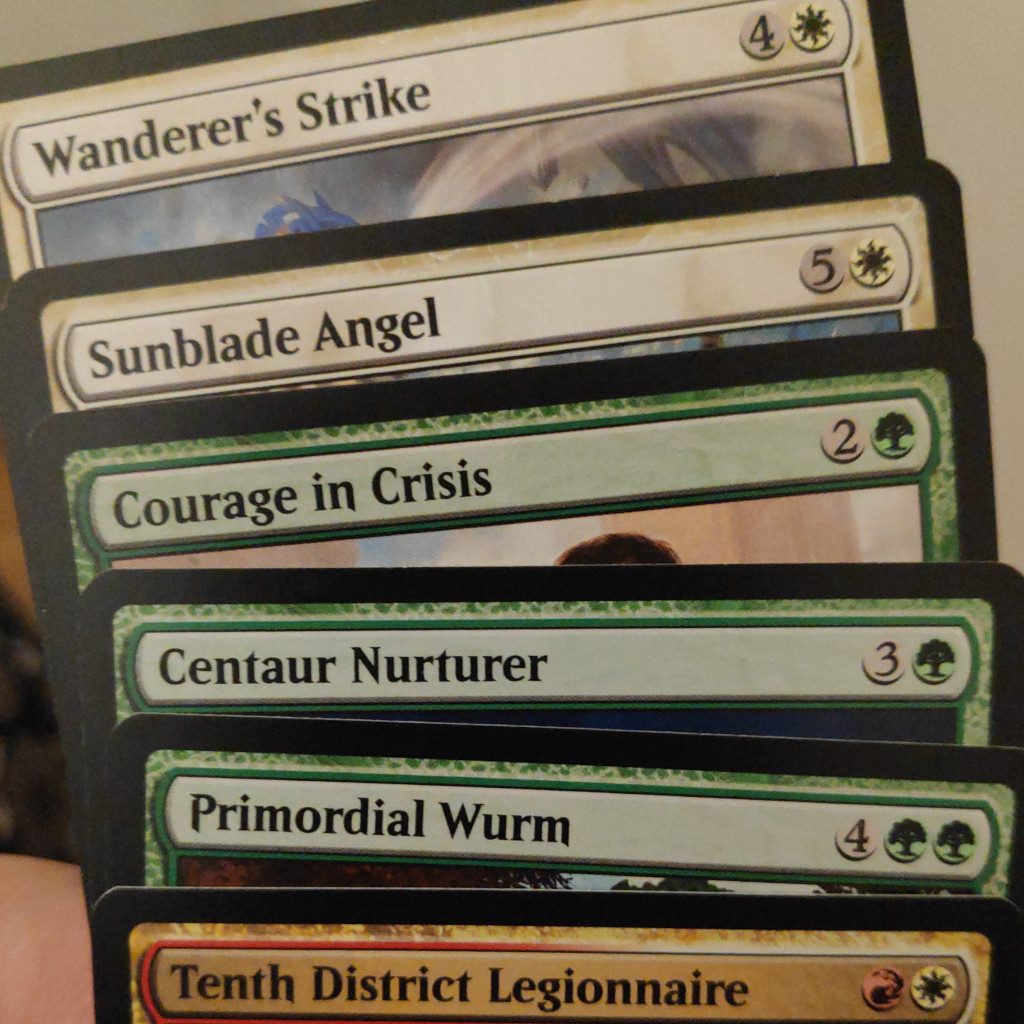 Wanderer's Strike 4
Sunblade Angel 5
Courage in Crisis 2
Centaur Nurturer 3
Primordial Wurm 4
Tenth District Legionnaire